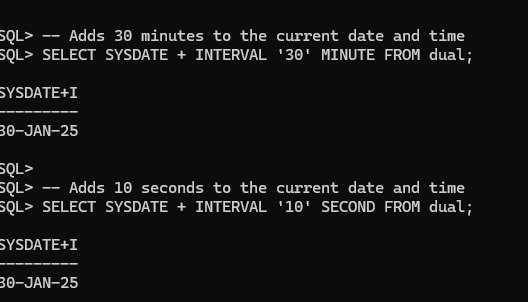 SQL> -- Adds 30 minutes to the current date and time
SQL> SELECT SYSDATE + INTERVAL '30' MINUTE FROM dual;
SYSDATE+I
---------
30-JAN-25
SQL>
SQL> -- Adds 10 seconds to the current date and time
SQL> SELECT SYSDATE + INTERVAL '10' SECOND FROM dual;
SYSDATE+I
---------
30-JAN-25